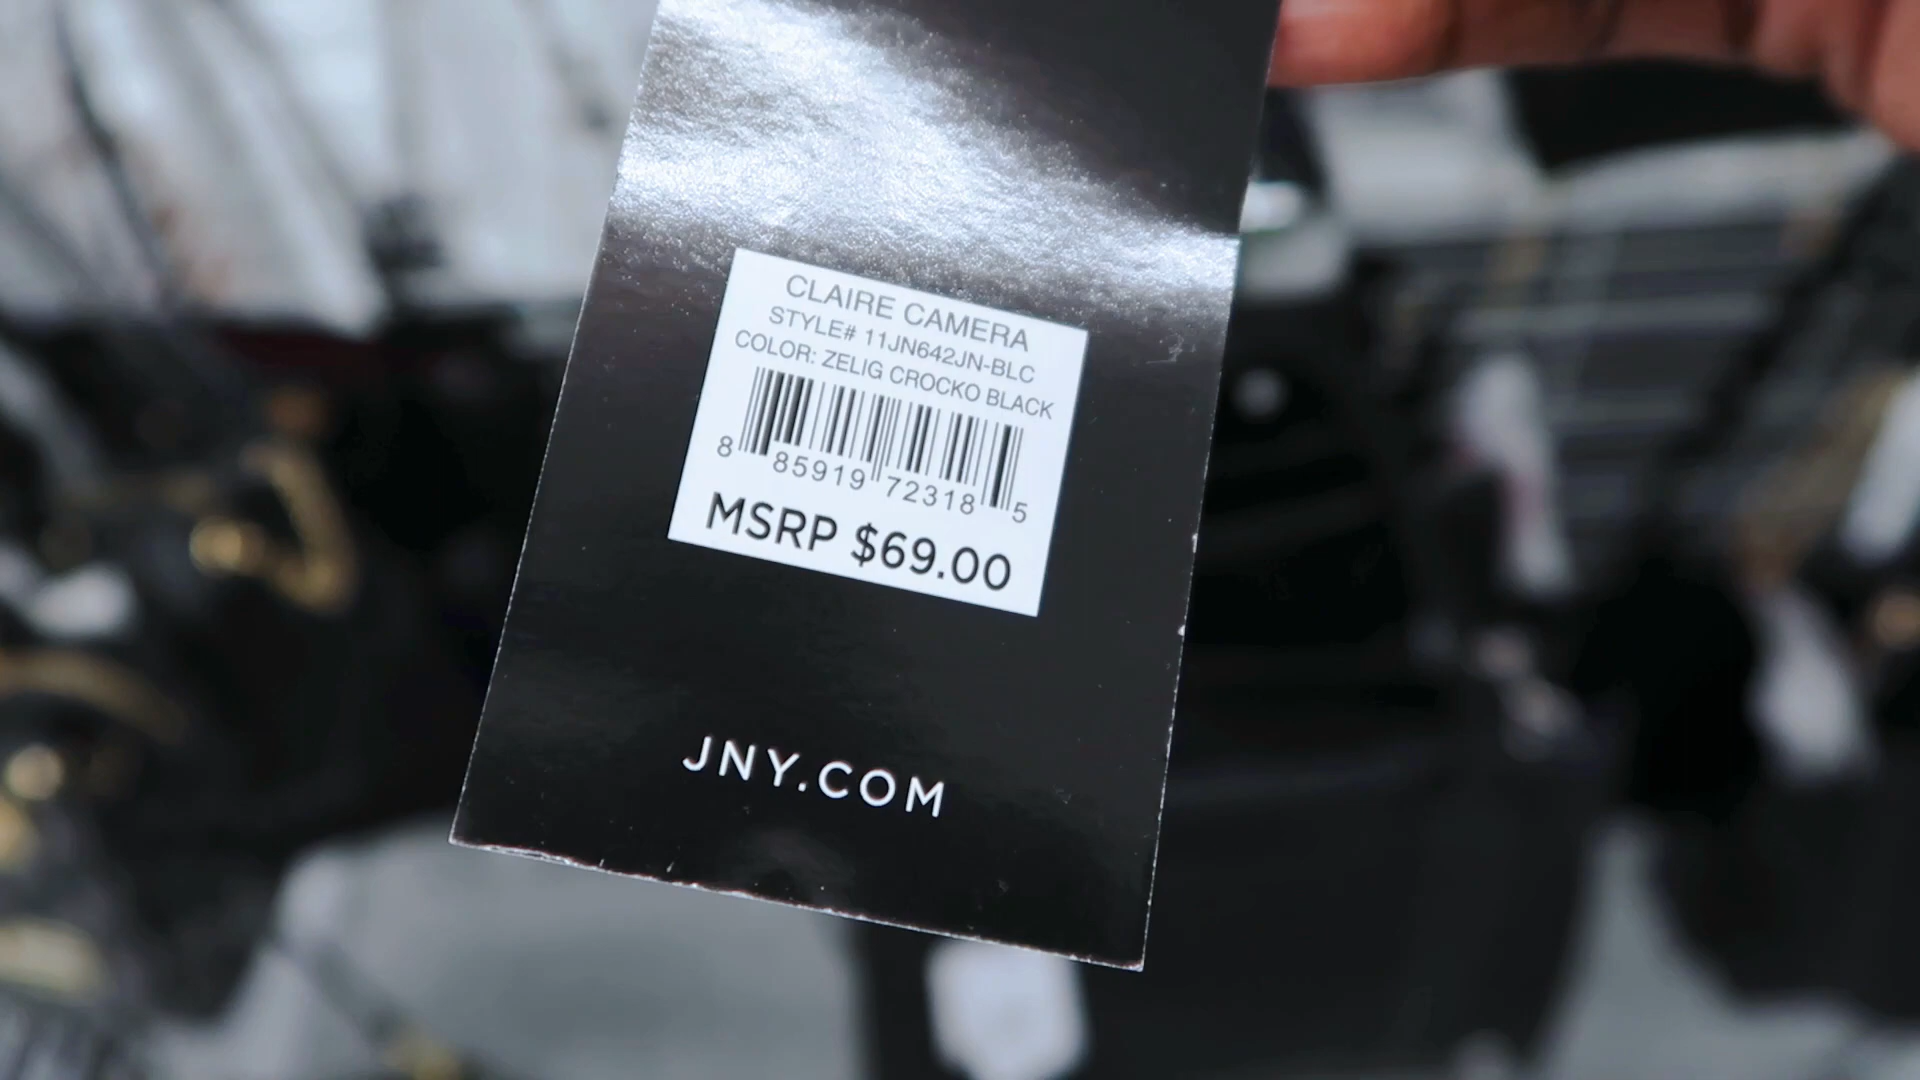 CLAIRE CAMERA
STYLE# 11JN642JN-BLC
COLOR: ZELIG CROCKO BLACK
8 85919 72318 5
MSRP $69.00
JNY.COM